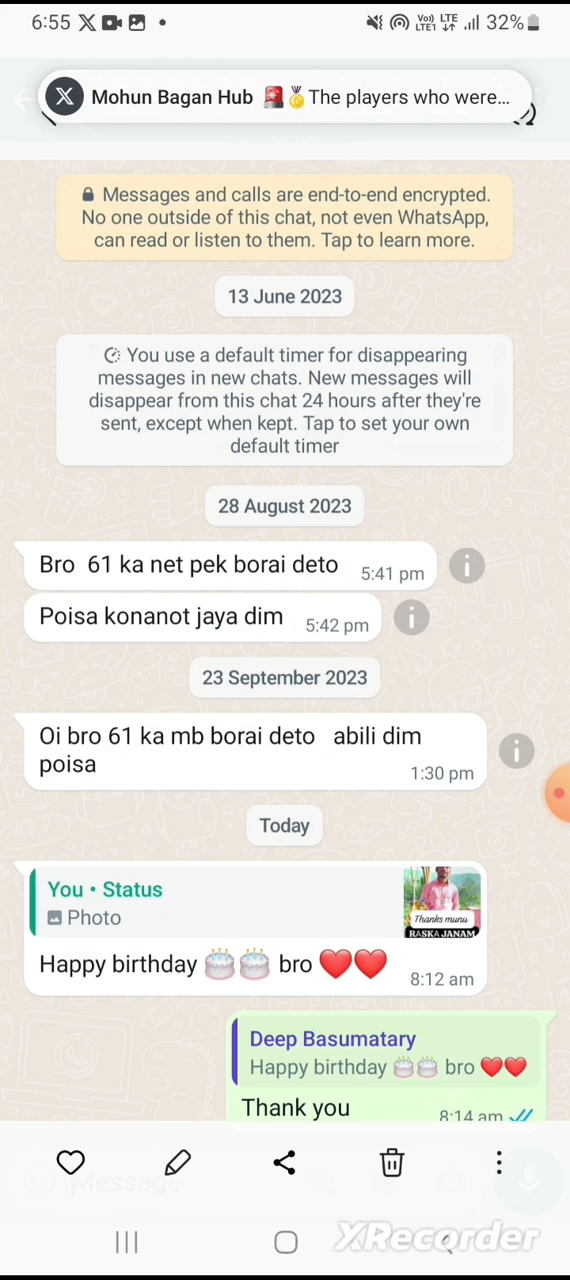 6:55
VoLTE1 LTE 32%
Mohun Bagan Hub 🚨🏅The players who were...
Messages and calls are end-to-end encrypted.
No one outside of this chat, not even WhatsApp,
can read or listen to them. Tap to learn more.
13 June 2023
You use a default timer for disappearing
messages in new chats. New messages will
disappear from this chat 24 hours after they're
sent, except when kept. Tap to set your own
default timer
28 August 2023
Bro  61 ka net pek borai deto 5:41 pm
Poisa konanot jaya dim 5:42 pm
23 September 2023
Oi bro 61 ka mb borai deto   abili dim
poisa 1:30 pm
Today
You • Status
Photo
Thanks munu
RASKA JANAM
Happy birthday 🎂🎂 bro ❤️❤️ 8:12 am
Deep Basumatary
Happy birthday 🎂🎂 bro ❤️❤️
Thank you 8:14 am
Message
XRecorder